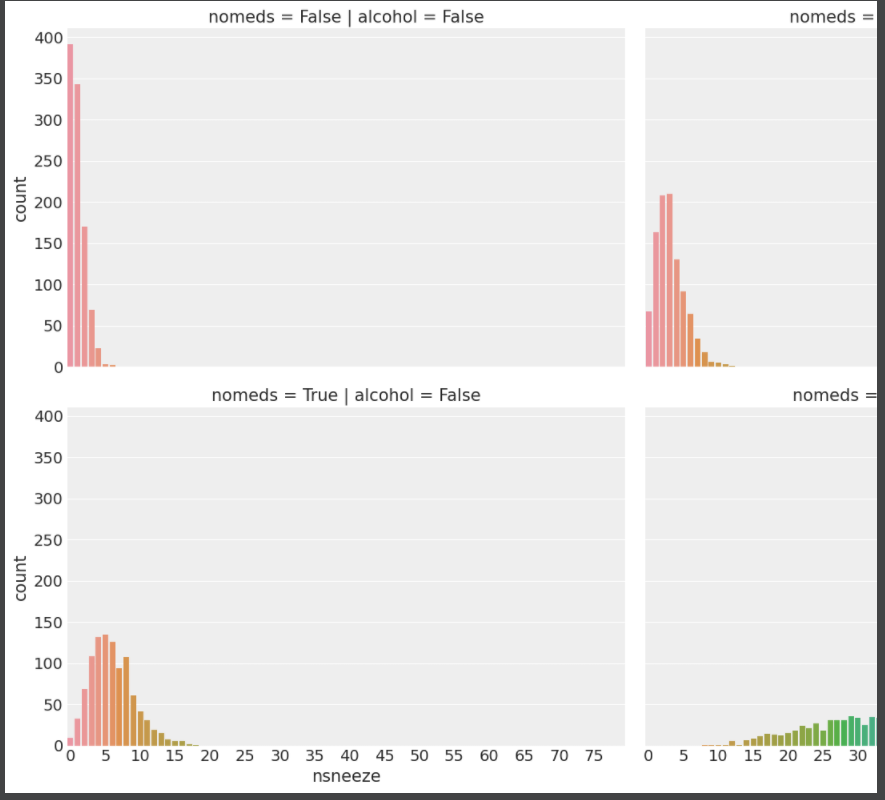 nomeds = False | alcohol = False
nomeds =
400
350
300
250
200
150
100
50
0
count
nomeds = True | alcohol = False
nomeds =
400
350
300
250
200
150
100
50
0
count
0 5 10 15 20 25 30 35 40 45 50 55 60 65 70 75
0 5 10 15 20 25 30
nsneeze